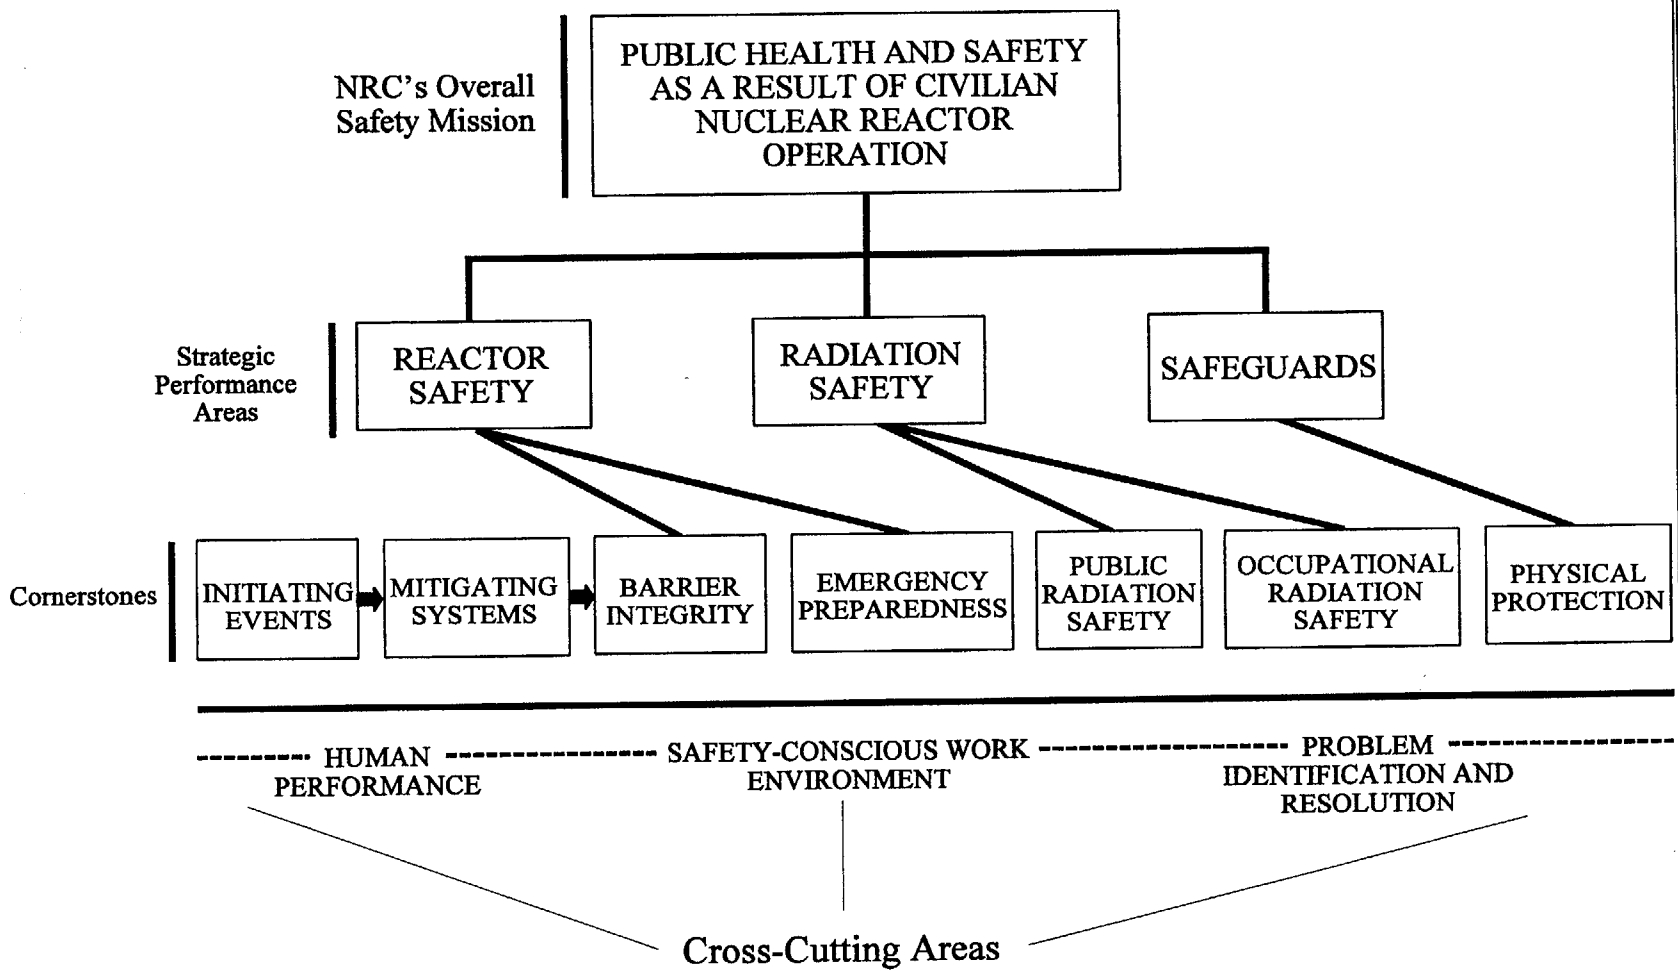 NRC's Overall
Safety Mission
PUBLIC HEALTH AND SAFETY
AS A RESULT OF CIVILIAN
NUCLEAR REACTOR
OPERATION
Strategic
Performance
Areas
REACTOR
SAFETY
RADIATION
SAFETY
SAFEGUARDS
Cornerstones
INITIATING
EVENTS
MITIGATING
SYSTEMS
BARRIER
INTEGRITY
EMERGENCY
PREPAREDNESS
PUBLIC
RADIATION
SAFETY
OCCUPATIONAL
RADIATION
SAFETY
PHYSICAL
PROTECTION
HUMAN
PERFORMANCE
SAFETY-CONSCIOUS WORK
ENVIRONMENT
PROBLEM
IDENTIFICATION AND
RESOLUTION
Cross-Cutting Areas